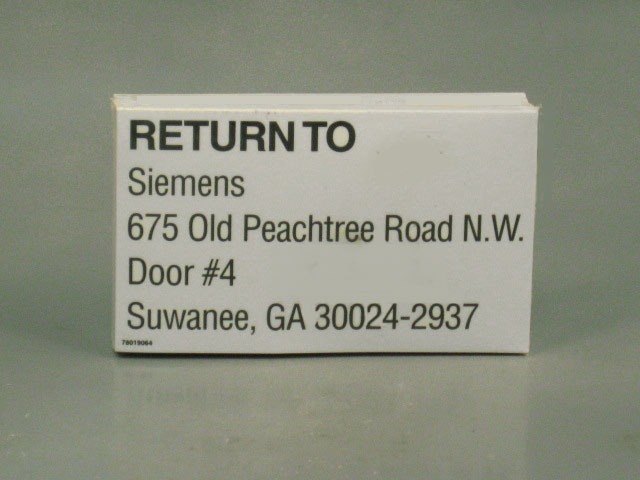 RETURN TO
Siemens
675 Old Peachtree Road N.W.
Door #4
Suwanee, GA 30024-2937